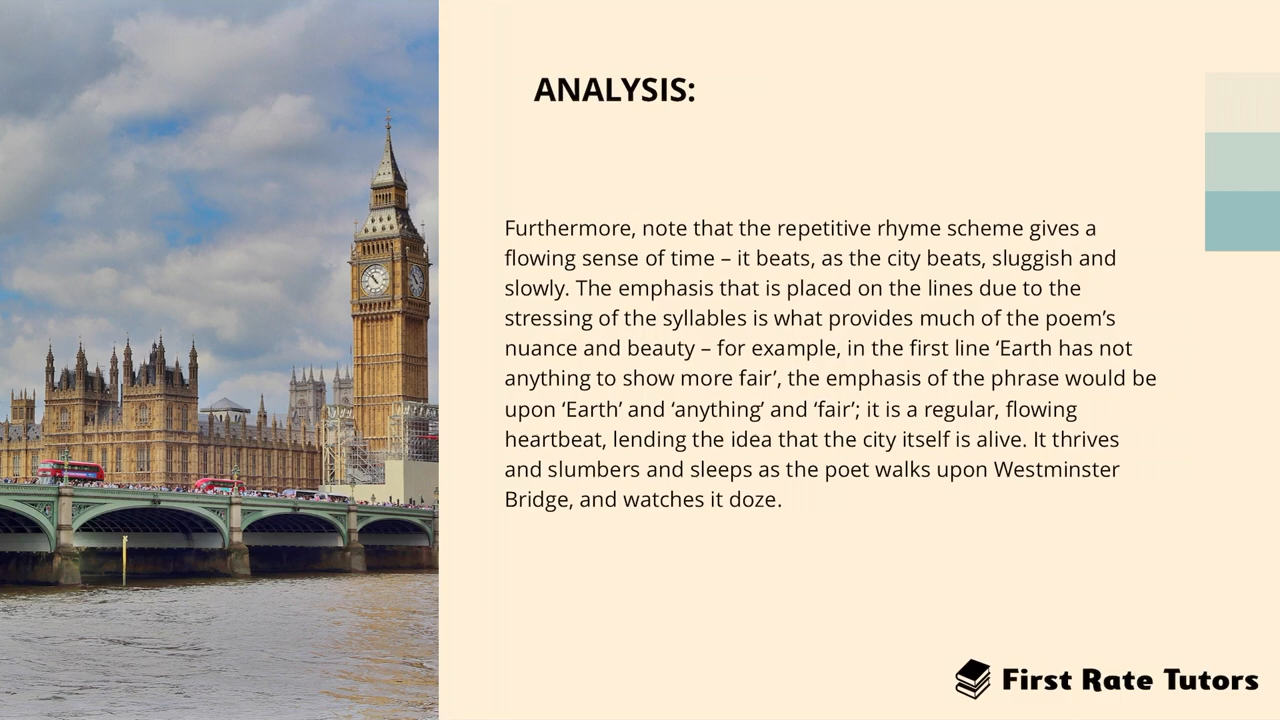 ANALYSIS:
Furthermore, note that the repetitive rhyme scheme gives a
flowing sense of time – it beats, as the city beats, sluggish and
slowly. The emphasis that is placed on the lines due to the
stressing of the syllables is what provides much of the poem’s
nuance and beauty – for example, in the first line ‘Earth has not
anything to show more fair’, the emphasis of the phrase would be
upon ‘Earth’ and ‘anything’ and ‘fair’; it is a regular, flowing
heartbeat, lending the idea that the city itself is alive. It thrives
and slumbers and sleeps as the poet walks upon Westminster
Bridge, and watches it doze.
First Rate Tutors